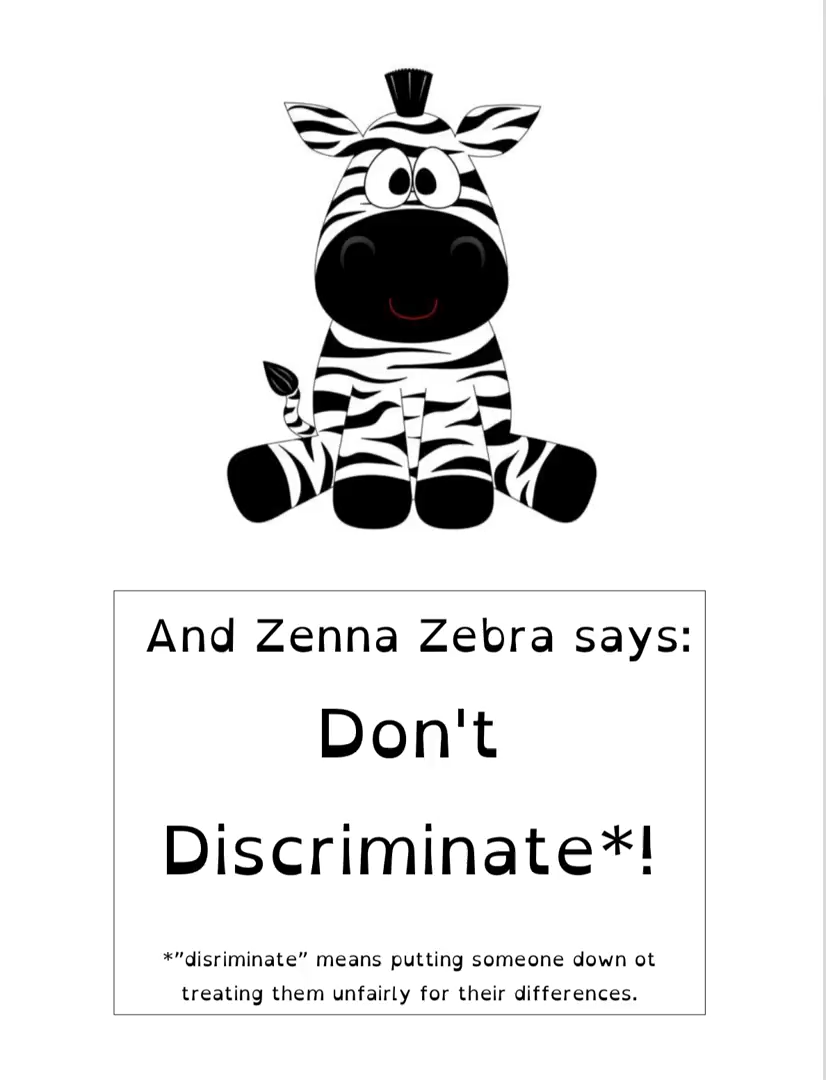 And Zenna Zebra says:
Don't
Discriminate*!
*”disriminate” means putting someone down ot
treating them unfairly for their differences.